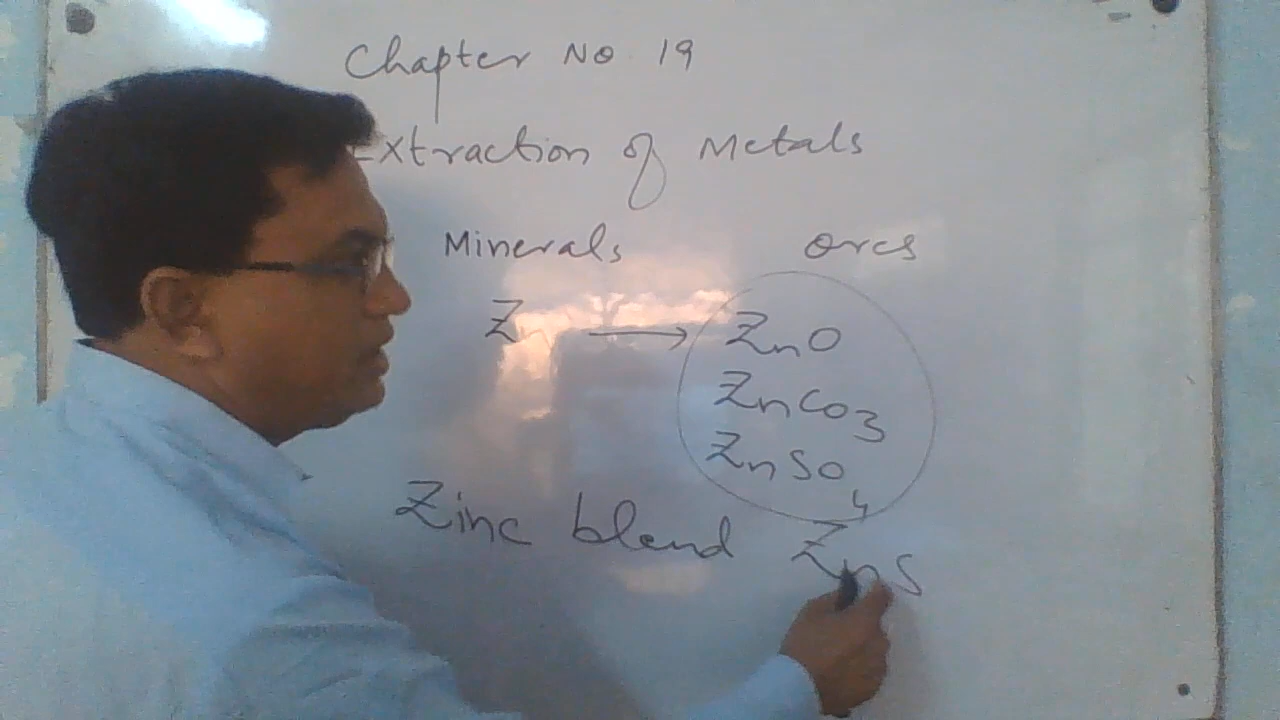 Chapter No. 19
Extraction of Metals
Minerals Ores
Zn → ZnO
ZnCO3
ZnSO4
Zinc blend ZnS